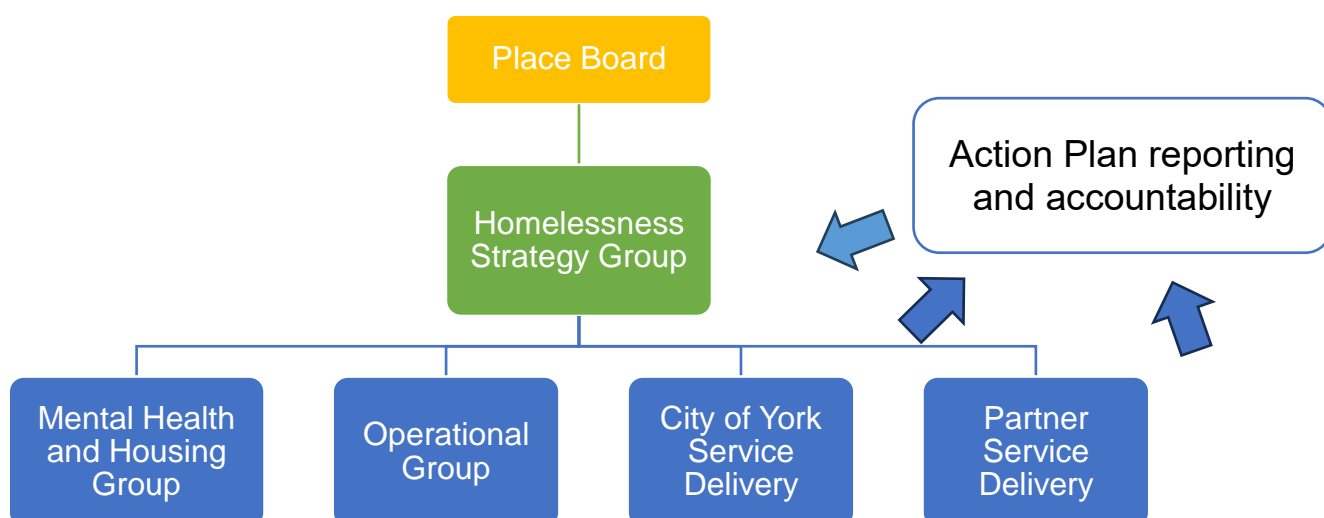 Place Board
Action Plan reporting
and accountability
Homelessness
Strategy Group
Mental Health
and Housing
Group
Operational
Group
City of York
Service
Delivery
Partner
Service
Delivery